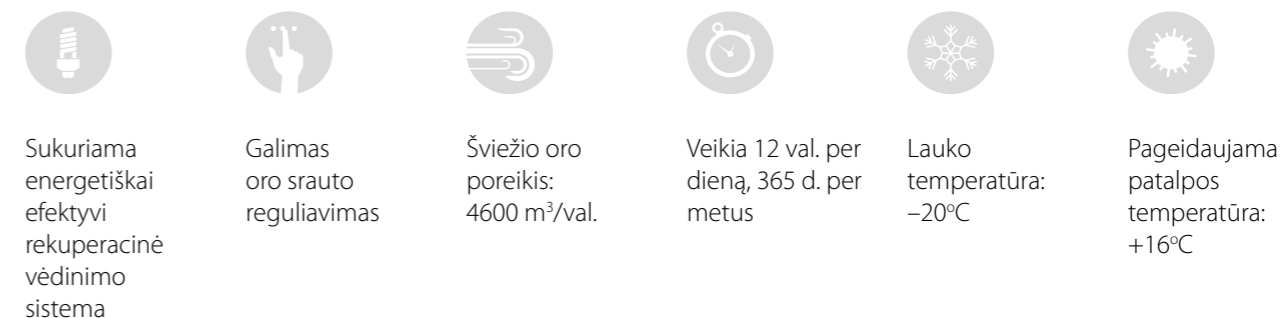 Sukuriama
energetiškai
efektyvi
rekuperacinė
vėdinimo
sistema
Galimas
oro srauto
reguliavimas
Šviežio oro
poreikis:
4600 m³/val.
Veikia 12 val. per
dieną, 365 d. per
metus
Lauko
temperatūra:
–20°C
Pageidaujama
patalpos
temperatūra:
+16°C